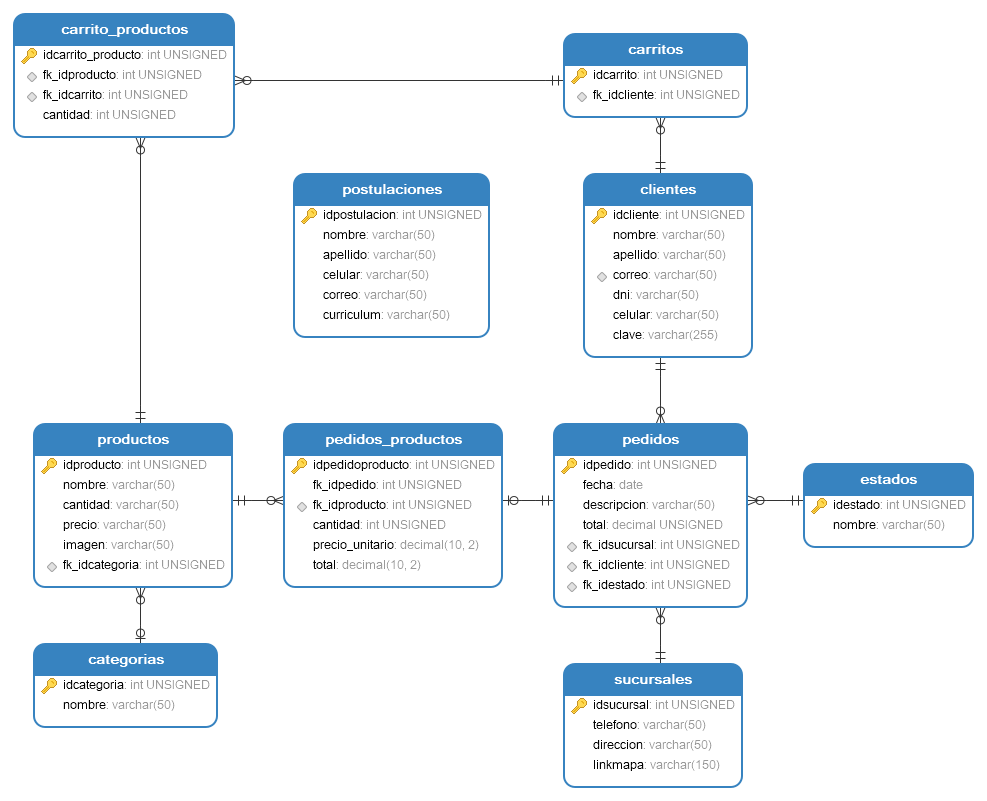 carrito_productos
idcarrito_producto: int UNSIGNED
fk_idproducto: int UNSIGNED
fk_idcarrito: int UNSIGNED
cantidad: int UNSIGNED
carritos
idcarrito: int UNSIGNED
fk_idcliente: int UNSIGNED
postulaciones
idpostulacion: int UNSIGNED
nombre: varchar(50)
apellido: varchar(50)
celular: varchar(50)
correo: varchar(50)
curriculum: varchar(50)
clientes
idcliente: int UNSIGNED
nombre: varchar(50)
apellido: varchar(50)
correo: varchar(50)
dni: varchar(50)
celular: varchar(50)
clave: varchar(255)
productos
idproducto: int UNSIGNED
nombre: varchar(50)
cantidad: varchar(50)
precio: varchar(50)
imagen: varchar(50)
fk_idcategoria: int UNSIGNED
pedidos_productos
idpedidoproducto: int UNSIGNED
fk_idpedido: int UNSIGNED
fk_idproducto: int UNSIGNED
cantidad: int UNSIGNED
precio_unitario: decimal(10, 2)
total: decimal(10, 2)
pedidos
idpedido: int UNSIGNED
fecha: date
descripcion: varchar(50)
total: decimal UNSIGNED
fk_idsucursal: int UNSIGNED
fk_idcliente: int UNSIGNED
fk_idestado: int UNSIGNED
estados
idestado: int UNSIGNED
nombre: varchar(50)
categorias
idcategoria: int UNSIGNED
nombre: varchar(50)
sucursales
idsucursal: int UNSIGNED
telefono: varchar(50)
direccion: varchar(50)
linkmapa: varchar(150)